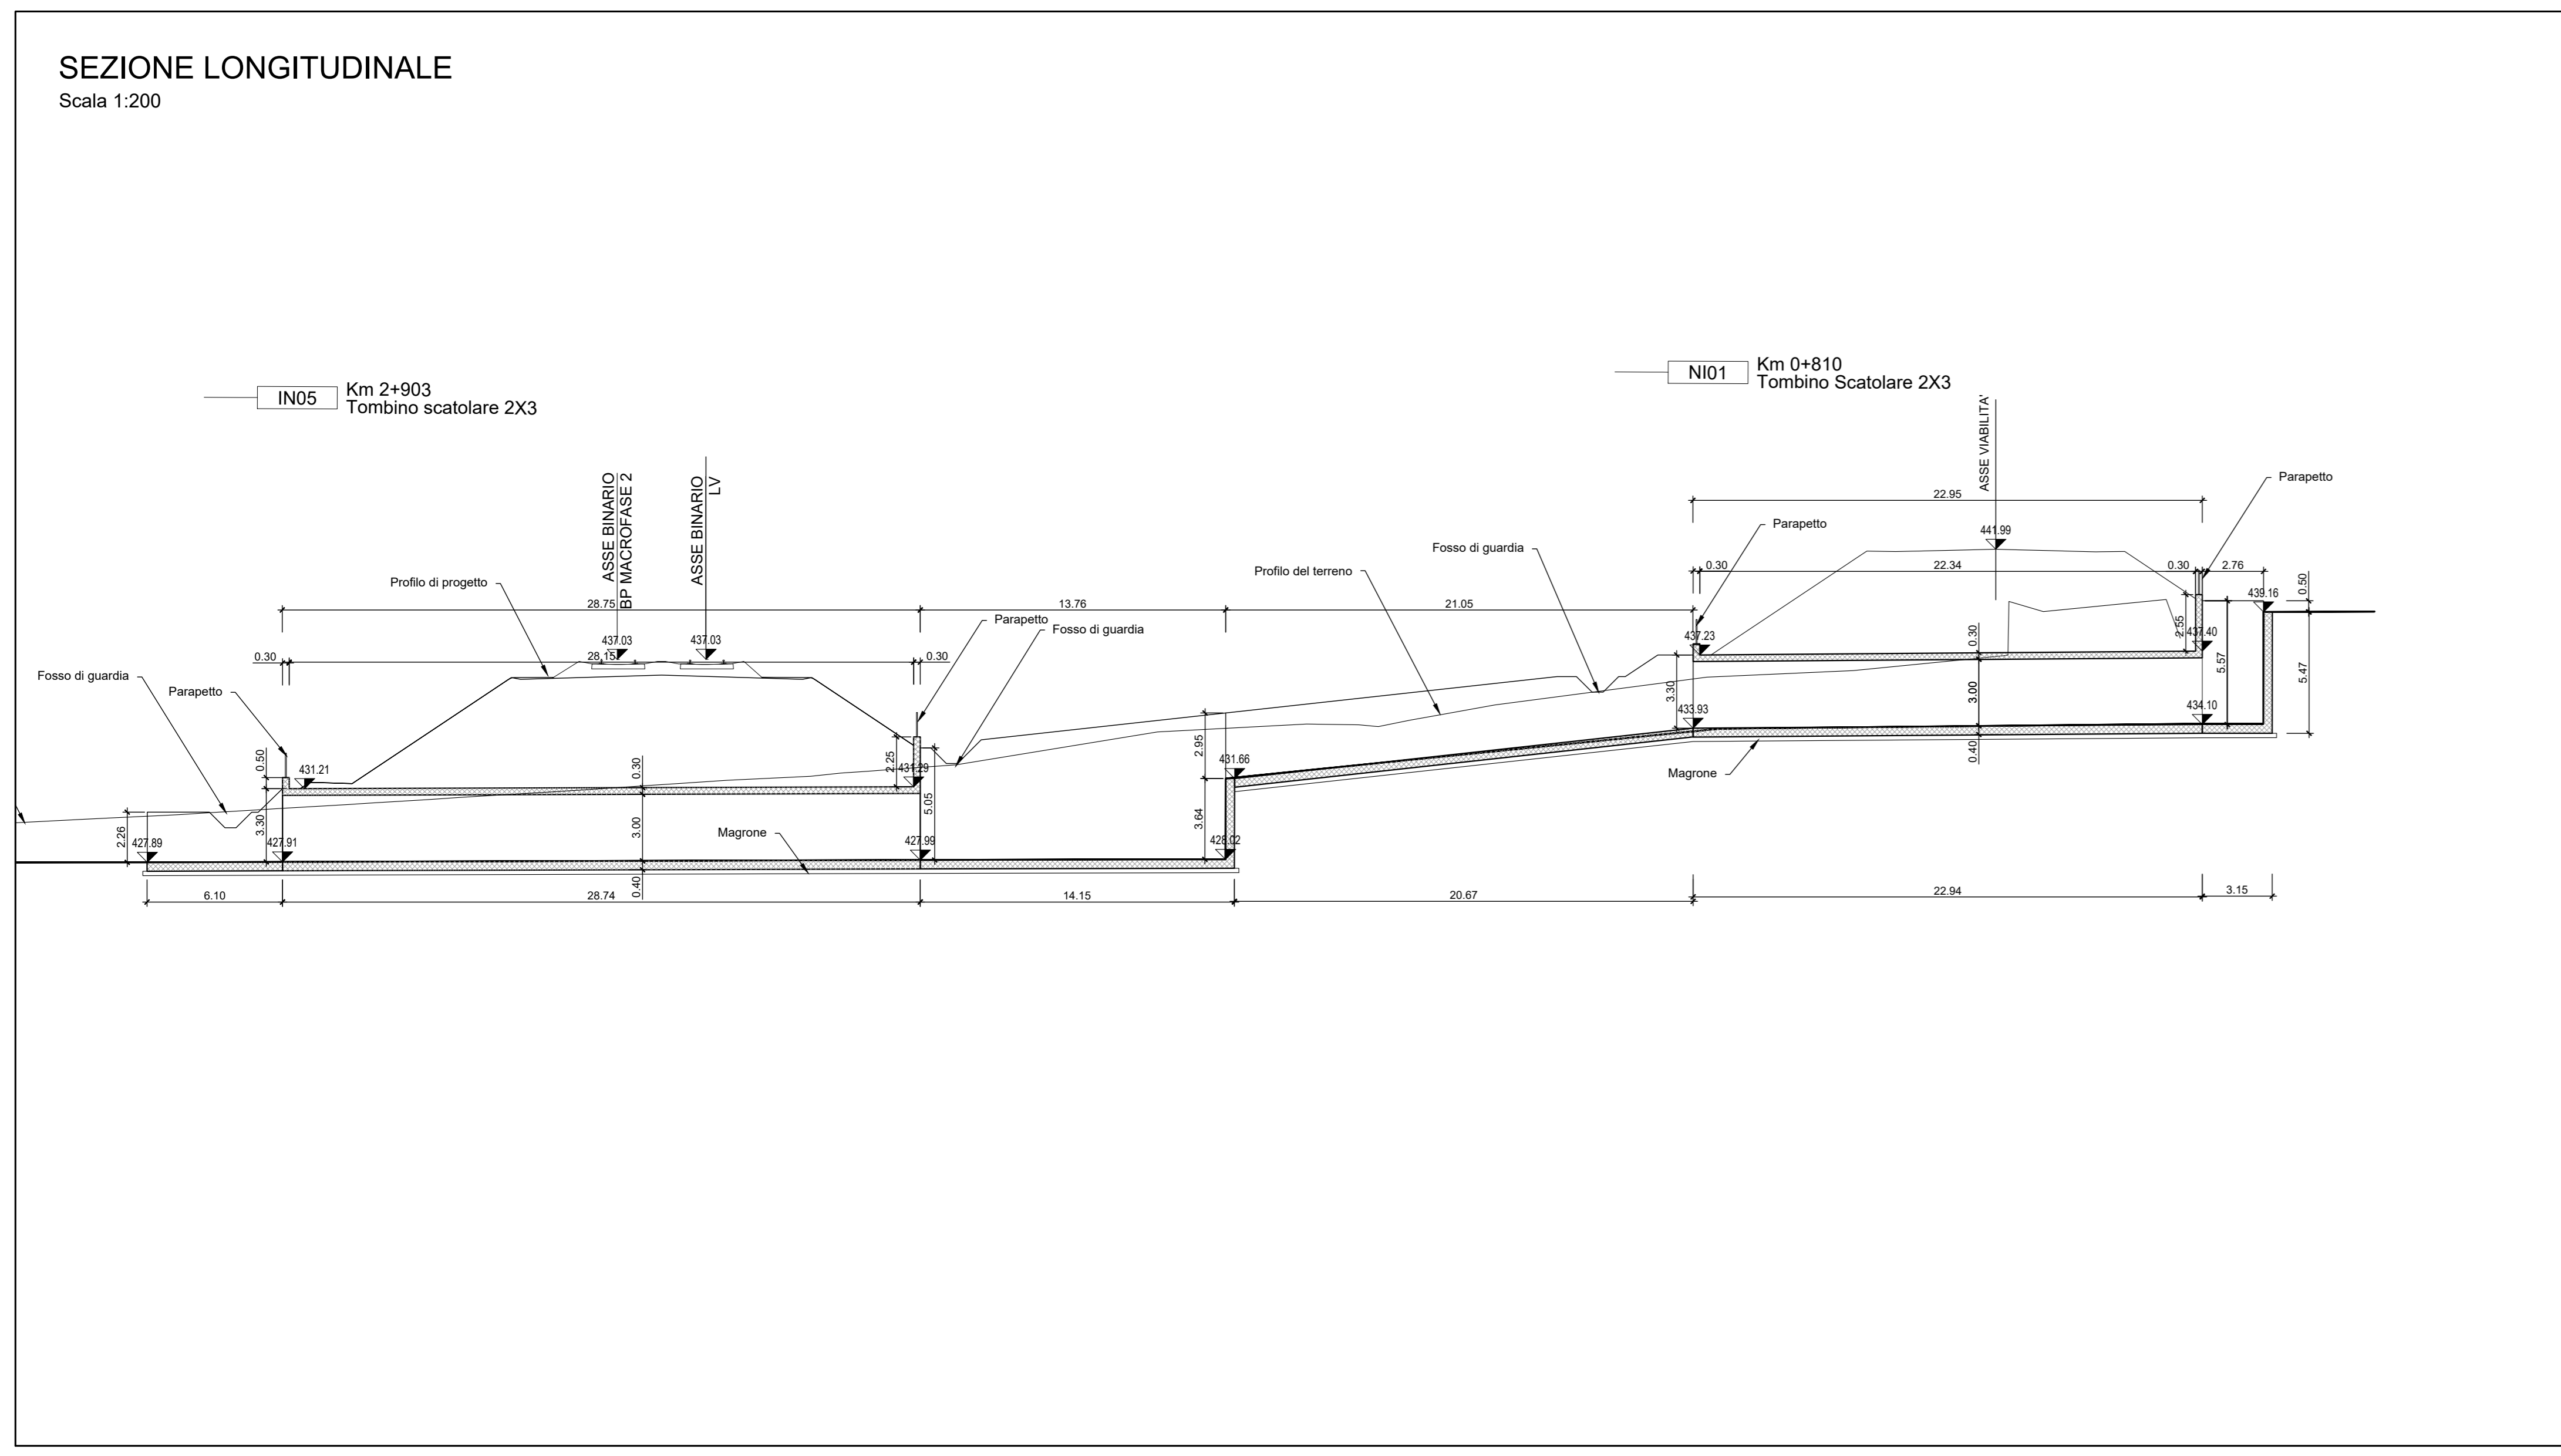 SEZIONE LONGITUDINALE
Scala 1:200
NI01
Km 0+810
Tombino Scatolare 2X3
IN05
Km 2+903
Tombino scatolare 2X3
ASSE VIABILITA'
ASSE BINARIO
BP MACROFASE 2
ASSE BINARIO
LV
Parapetto
22.95
Parapetto
441.99
Fosso di guardia
Profilo del terreno
0.30
22.34
0.30
2.76
0.50
439.16
Profilo di progetto
28.75
13.76
21.05
Parapetto
Fosso di guardia
437.03
437.03
0.30
28.15
0.30
437.23
0.30
2.55
437.40
5.57
5.47
Fosso di guardia
Parapetto
3.30
3.00
433.93
434.10
0.40
Magrone
0.50
431.21
0.30
2.25
431.29
2.95
431.66
2.26
3.30
3.00
5.05
3.64
Magrone
427.89
427.91
427.99
428.02
0.40
6.10
28.74
14.15
20.67
22.94
3.15